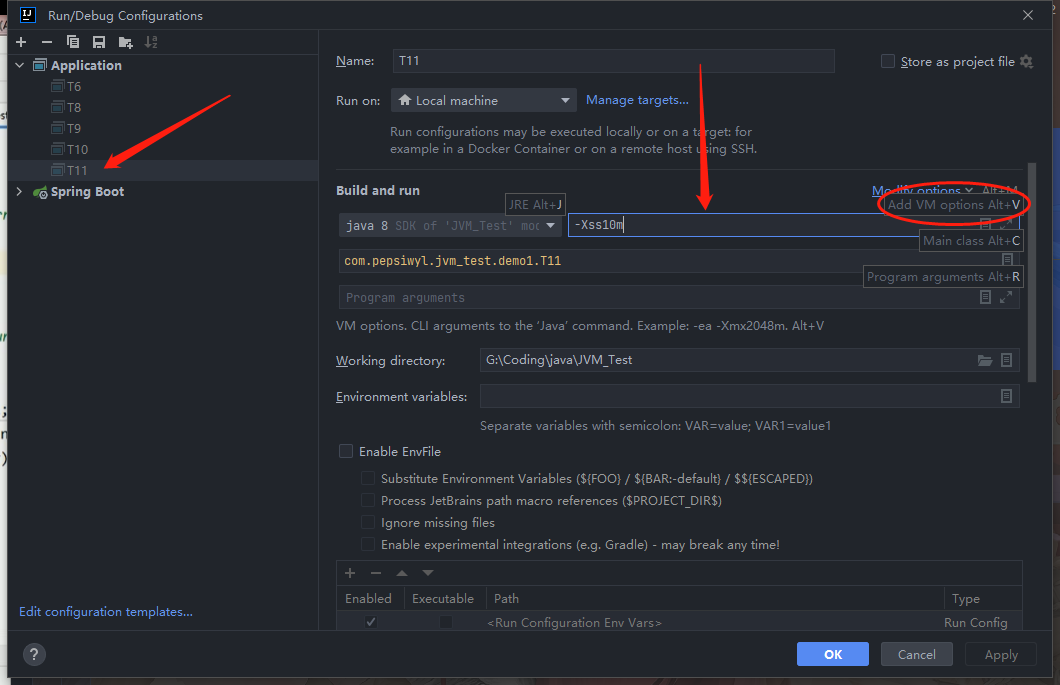 Run/Debug Configurations
Application
T6
T8
T9
T10
T11
Spring Boot
Edit configuration templates...
Name:
T11
Store as project file
Run on:
Local machine
Manage targets...
Run configurations may be executed locally or on a target: for
example in a Docker Container or on a remote host using SSH.
Build and run
Modify options
Alt+M
JRE Alt+J
Add VM options Alt+V
java 8 SDK of 'JVM_Test' moc
-Xss10m
Main class Alt+C
com.pepsiwyl.jvm_test.demo1.T11
Program arguments Alt+R
Program arguments
VM options. CLI arguments to the 'Java' command. Example: -ea -Xmx2048m. Alt+V
Working directory:
G:\Coding\java\JVM_Test
Environment variables:
Separate variables with semicolon: VAR=value; VAR1=value1
Enable EnvFile
Substitute Environment Variables (${FOO} / ${BAR:-default} / $${ESCAPED})
Process JetBrains path macro references ($PROJECT_DIR$)
Ignore missing files
Enable experimental integrations (e.g. Gradle) - may break any time!
Enabled
Executable
Path
Type
<Run Configuration Env Vars>
Run Config
?
OK
Cancel
Apply